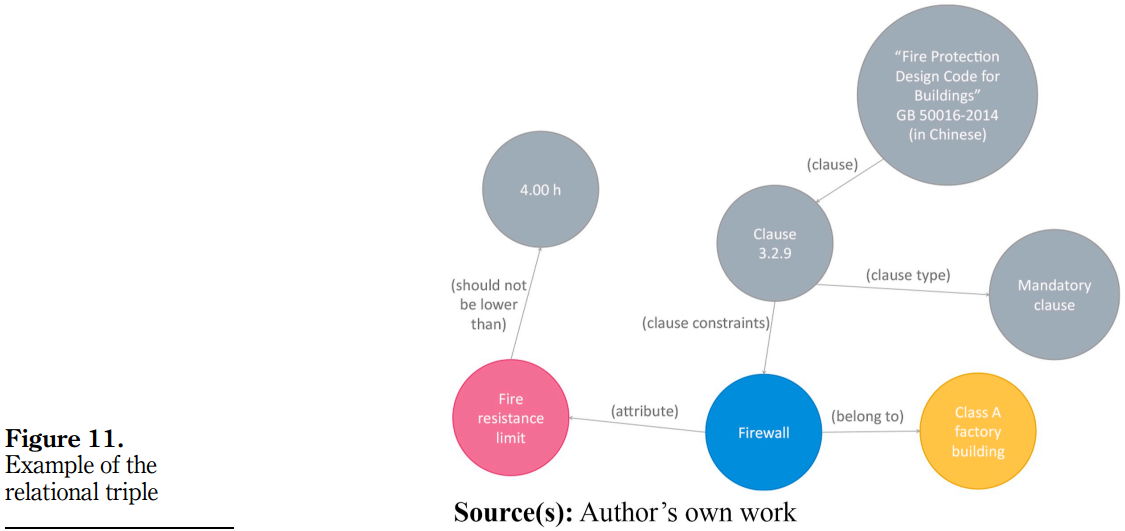 “Fire Protection
Design Code for
Buildings”
GB 50016-2014
(in Chinese)
(clause)
4.00 h
Clause
3.2.9
(clause type)
Mandatory
clause
(should not
be lower
than)
(clause constraints)
Fire
resistance
limit
(attribute)
Firewall
(belong to)
Class A
factory
building
Figure 11.
Example of the
relational triple
Source(s): Author’s own work